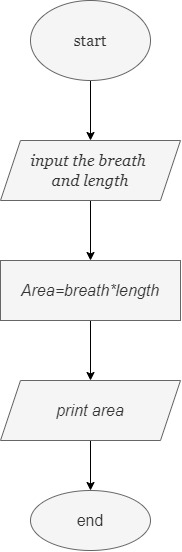 start
input the breath
and length
Area=breath*length
print area
end